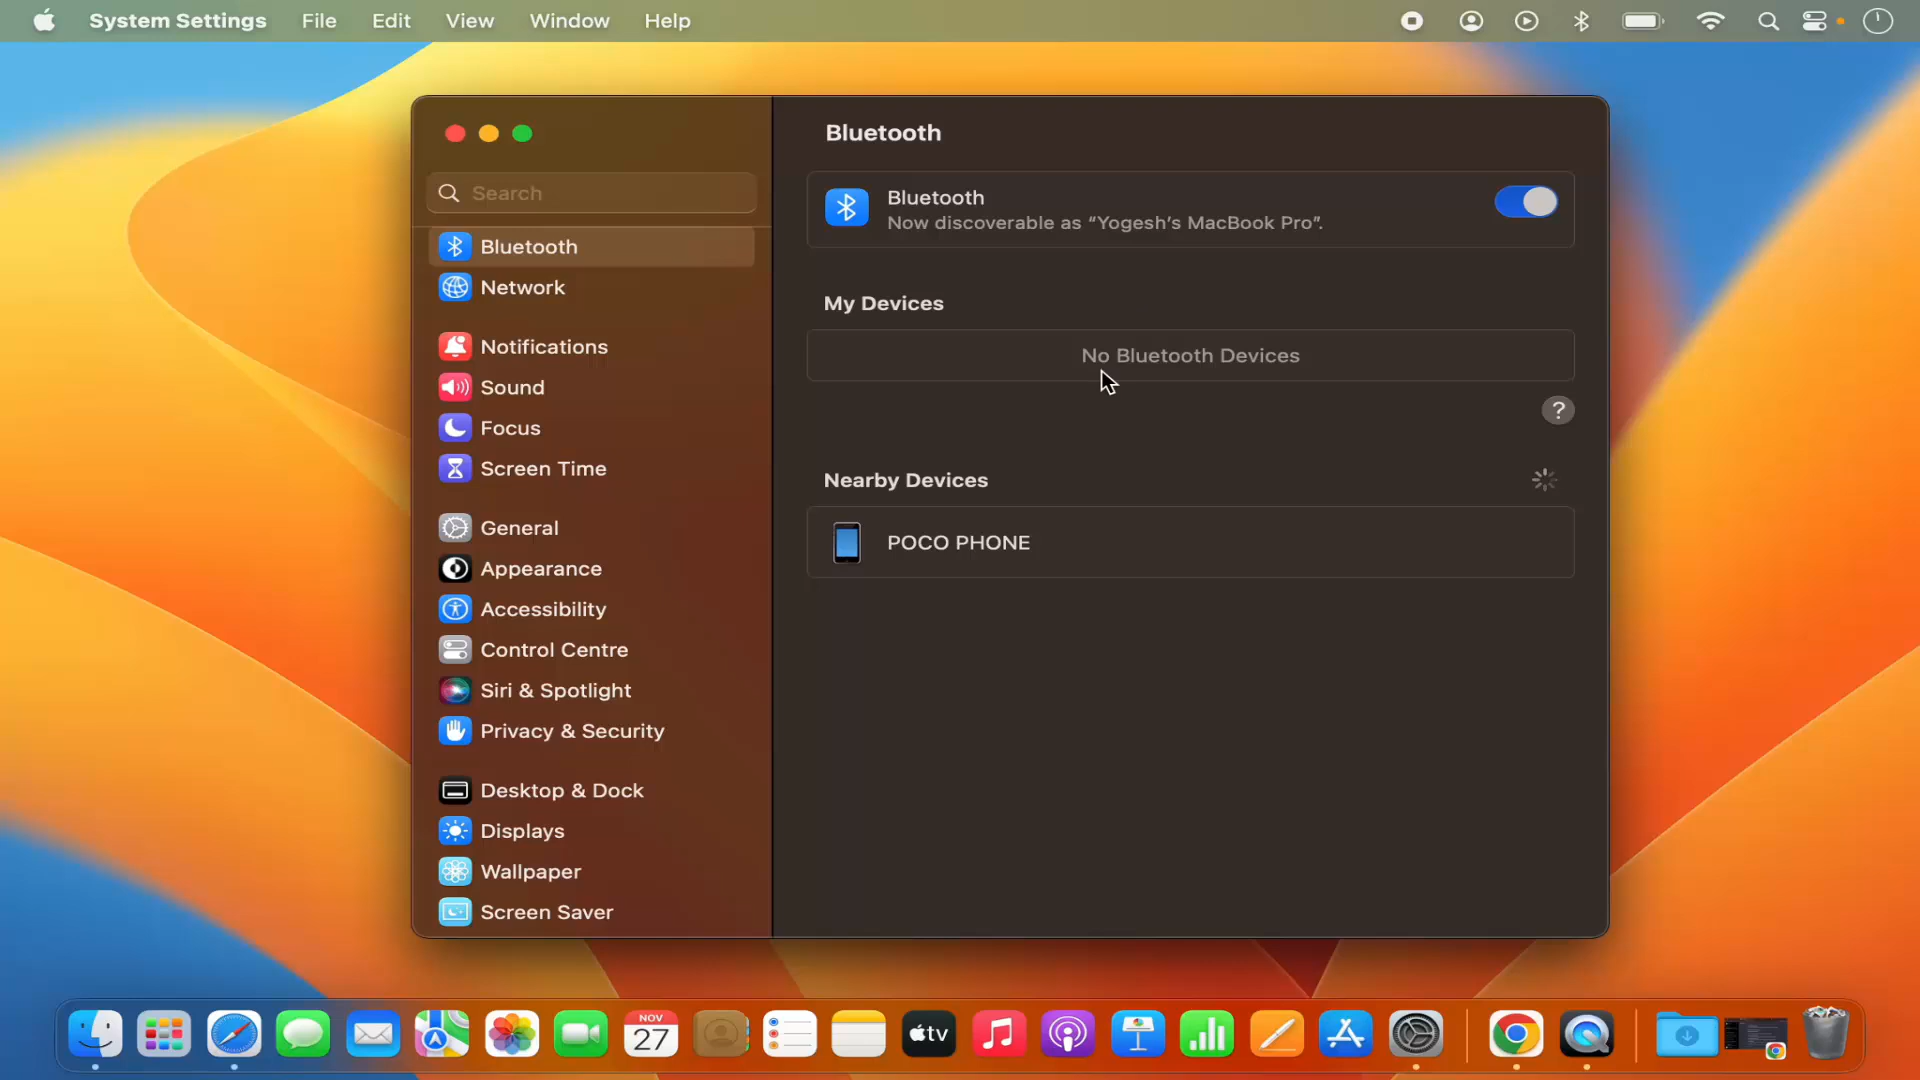 System Settings File Edit View Window Help
Bluetooth
Search
Bluetooth
Now discoverable as “Yogesh’s MacBook Pro”.
Bluetooth
Network
Notifications
Sound
Focus
Screen Time
General
Appearance
Accessibility
Control Centre
Siri & Spotlight
Privacy & Security
Desktop & Dock
Displays
Wallpaper
Screen Saver
My Devices
No Bluetooth Devices
?
Nearby Devices
POCO PHONE
NOV
27
tv